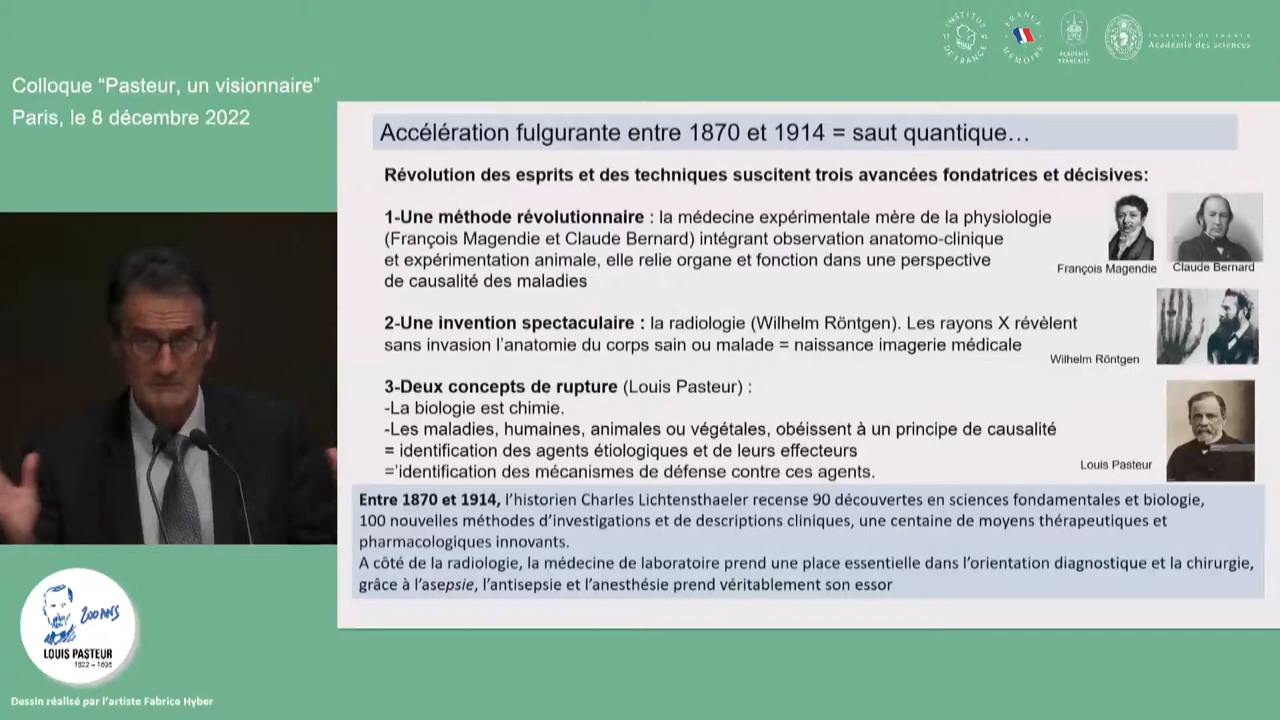 INSTITUT DE FRANCE
FRANCE MÉMOIRE
ACADÉMIE
FRANÇAISE
INSTITUT DE FRANCE
Académie des sciences
Colloque “Pasteur, un visionnaire”
Paris, le 8 décembre 2022
Accélération fulgurante entre 1870 et 1914 = saut quantique…
Révolution des esprits et des techniques suscitent trois avancées fondatrices et décisives:
1-Une méthode révolutionnaire : la médecine expérimentale mère de la physiologie
(François Magendie et Claude Bernard) intégrant observation anatomo-clinique
et expérimentation animale, elle relie organe et fonction dans une perspective
de causalité des maladies
François Magendie
Claude Bernard
2-Une invention spectaculaire : la radiologie (Wilhelm Röntgen). Les rayons X révèlent
sans invasion l’anatomie du corps sain ou malade = naissance imagerie médicale
Wilhelm Röntgen
3-Deux concepts de rupture (Louis Pasteur) :
-La biologie est chimie.
-Les maladies, humaines, animales ou végétales, obéissent à un principe de causalité
= identification des agents étiologiques et de leurs effecteurs
=’identification des mécanismes de défense contre ces agents.
Louis Pasteur
Entre 1870 et 1914, l’historien Charles Lichtensthaeler recense 90 découvertes en sciences fondamentales et biologie,
100 nouvelles méthodes d’investigations et de descriptions cliniques, une centaine de moyens thérapeutiques et
pharmacologiques innovants.
A côté de la radiologie, la médecine de laboratoire prend une place essentielle dans l’orientation diagnostique et la chirurgie,
grâce à l’asepsie, l’antisepsie et l’anesthésie prend véritablement son essor
200 ANS
LOUIS PASTEUR
1822 – 1895
Dessin réalisé par l’artiste Fabrice Hyber